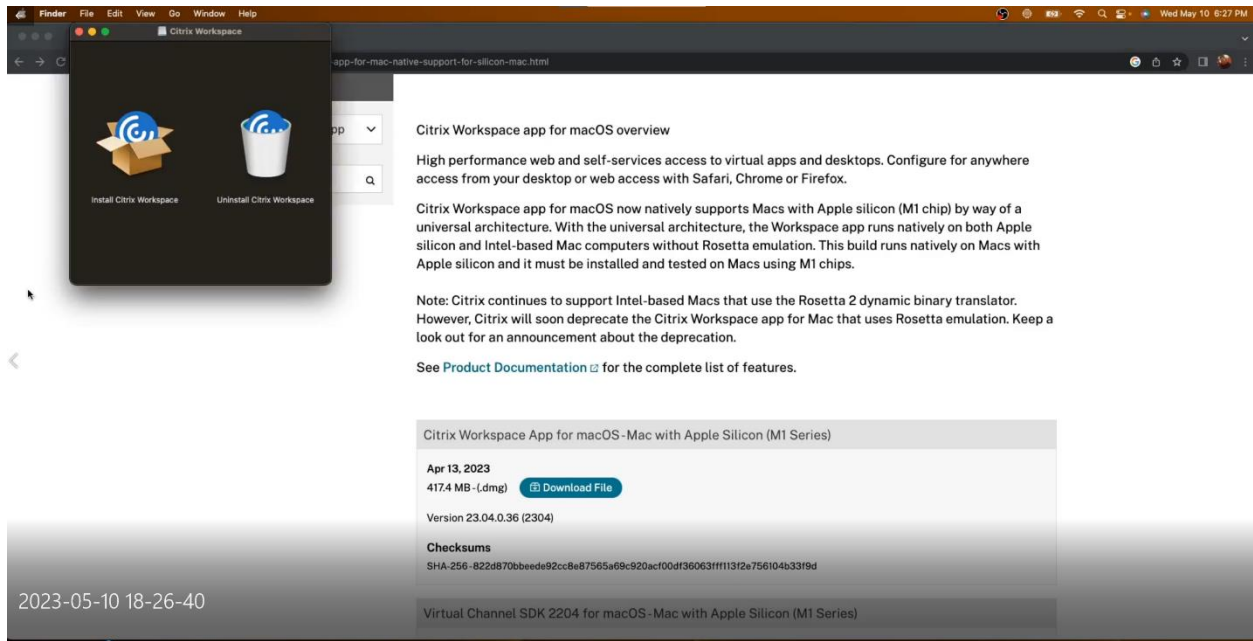 Finder File Edit View Go Window Help
Wed May 10 6:27 PM
Citrix Workspace
app-for-mac-native-support-for-silicon-mac.html
pp
Install Citrix Workspace
Uninstall Citrix Workspace
Citrix Workspace app for macOS overview
High performance web and self-services access to virtual apps and desktops. Configure for anywhere
access from your desktop or web access with Safari, Chrome or Firefox.
Citrix Workspace app for macOS now natively supports Macs with Apple silicon (M1 chip) by way of a
universal architecture. With the universal architecture, the Workspace app runs natively on both Apple
silicon and Intel-based Mac computers without Rosetta emulation. This build runs natively on Macs with
Apple silicon and it must be installed and tested on Macs using M1 chips.
Note: Citrix continues to support Intel-based Macs that use the Rosetta 2 dynamic binary translator.
However, Citrix will soon deprecate the Citrix Workspace app for Mac that uses Rosetta emulation. Keep a
look out for an announcement about the deprecation.
See Product Documentation for the complete list of features.
Citrix Workspace App for macOS - Mac with Apple Silicon (M1 Series)
Apr 13, 2023
417.4 MB - (.dmg) Download File
Version 23.04.0.36 (2304)
Checksums
SHA-256 - 822d870bbeede92cc8e87565a69c920acf00df36063fff113f2e756104b33f9d
2023-05-10 18-26-40
Virtual Channel SDK 2204 for macOS - Mac with Apple Silicon (M1 Series)